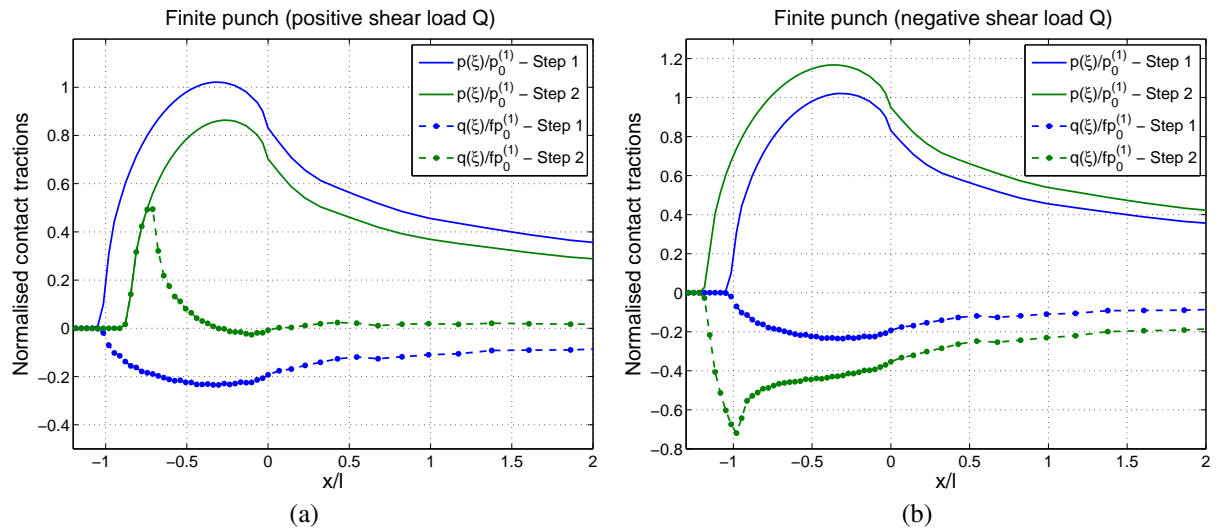 Finite punch (positive shear load Q)
Normalised contact tractions
1
0.8
0.6
0.4
0.2
0
−0.2
−0.4
p(ξ)/p0(1) – Step 1
p(ξ)/p0(1) – Step 2
q(ξ)/fp0(1) – Step 1
q(ξ)/fp0(1) – Step 2
−1 −0.5 0 0.5 1 1.5 2
x/l
(a)
Finite punch (negative shear load Q)
Normalised contact tractions
1.2
1
0.8
0.6
0.4
0.2
0
−0.2
−0.4
−0.6
−0.8
p(ξ)/p0(1) – Step 1
p(ξ)/p0(1) – Step 2
q(ξ)/fp0(1) – Step 1
q(ξ)/fp0(1) – Step 2
−1 −0.5 0 0.5 1 1.5 2
x/l
(b)